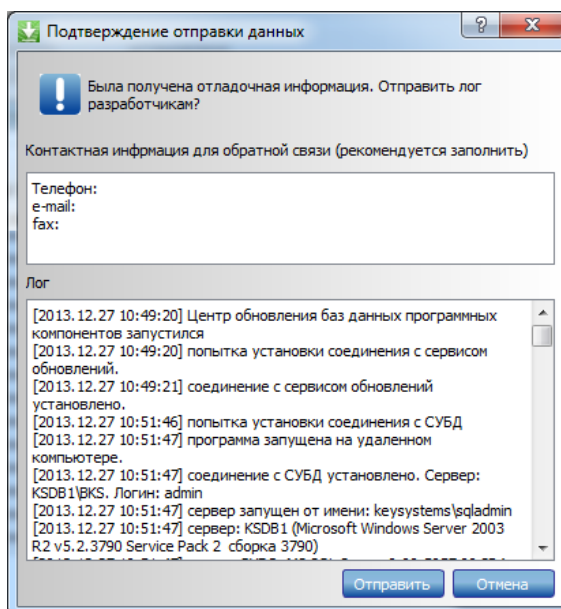 Подтверждение отправки данных
Была получена отладочная информация. Отправить лог
разработчикам?
Контактная инфрмация для обратной связи (рекомендуется заполнить)
Телефон:
e-mail:
fax:
Лог
[2013.12.27 10:49:20] Центр обновления баз данных программных
компонентов запустился
[2013.12.27 10:49:20] попытка установки соединения с сервисом
обновлений.
[2013.12.27 10:49:21] соединение с сервисом обновлений
установлено.
[2013.12.27 10:51:46] попытка установки соединения с СУБД
[2013.12.27 10:51:47] программа запущена на удаленном
компьютере.
[2013.12.27 10:51:47] соединение с СУБД установлено. Сервер:
KSDB1\BKS. Логин: admin
[2013.12.27 10:51:47] сервер запущен от имени: keysystems\sqladmin
[2013.12.27 10:51:47] сервер: KSDB1 (Microsoft Windows Server 2003
R2 v5.2.3790 Service Pack 2 сборка 3790)
Отправить Отмена